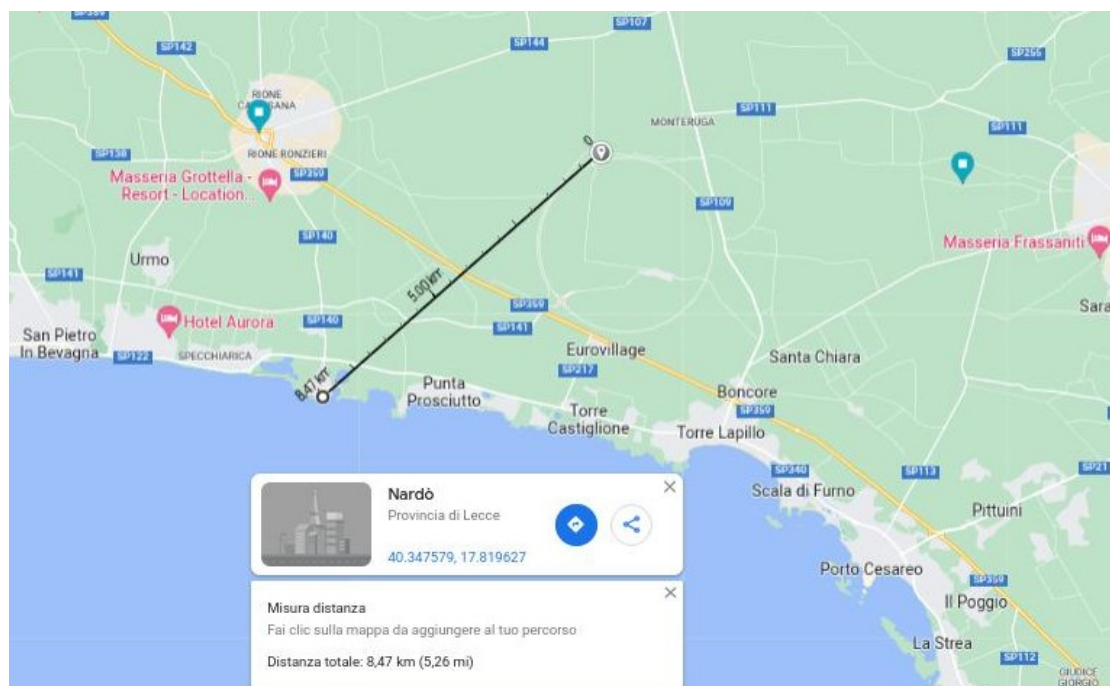 SP359
SP107
SP142
SP144
SP255
RIONE
SP111
MONTERUGA
SP111
SP138
RIONE RONZIERI
0
Masseria Grottella -
Resort - Location...
SP359
SP109
SP140
Masseria Frassaniti
Urmo
SP141
5.00 km
SP359
Sara
Hotel Aurora
SP140
SP141
San Pietro
In Bevagna
SP122
SPECCHIARICA
Eurovillage
Santa Chiara
SP217
8.47 km
Punta
Prosciutto
Boncore
SP359
Torre
Castiglione
Torre Lapillo
SP340
SP113
SP21
Scala di Furno
Pittuini
Porto Cesareo
SP359
Il Poggio
La Strea
SP112
GIUDICE
GIORGIO
Nardò
Provincia di Lecce
40.347579, 17.819627
Misura distanza
Fai clic sulla mappa da aggiungere al tuo percorso
Distanza totale: 8,47 km (5,26 mi)